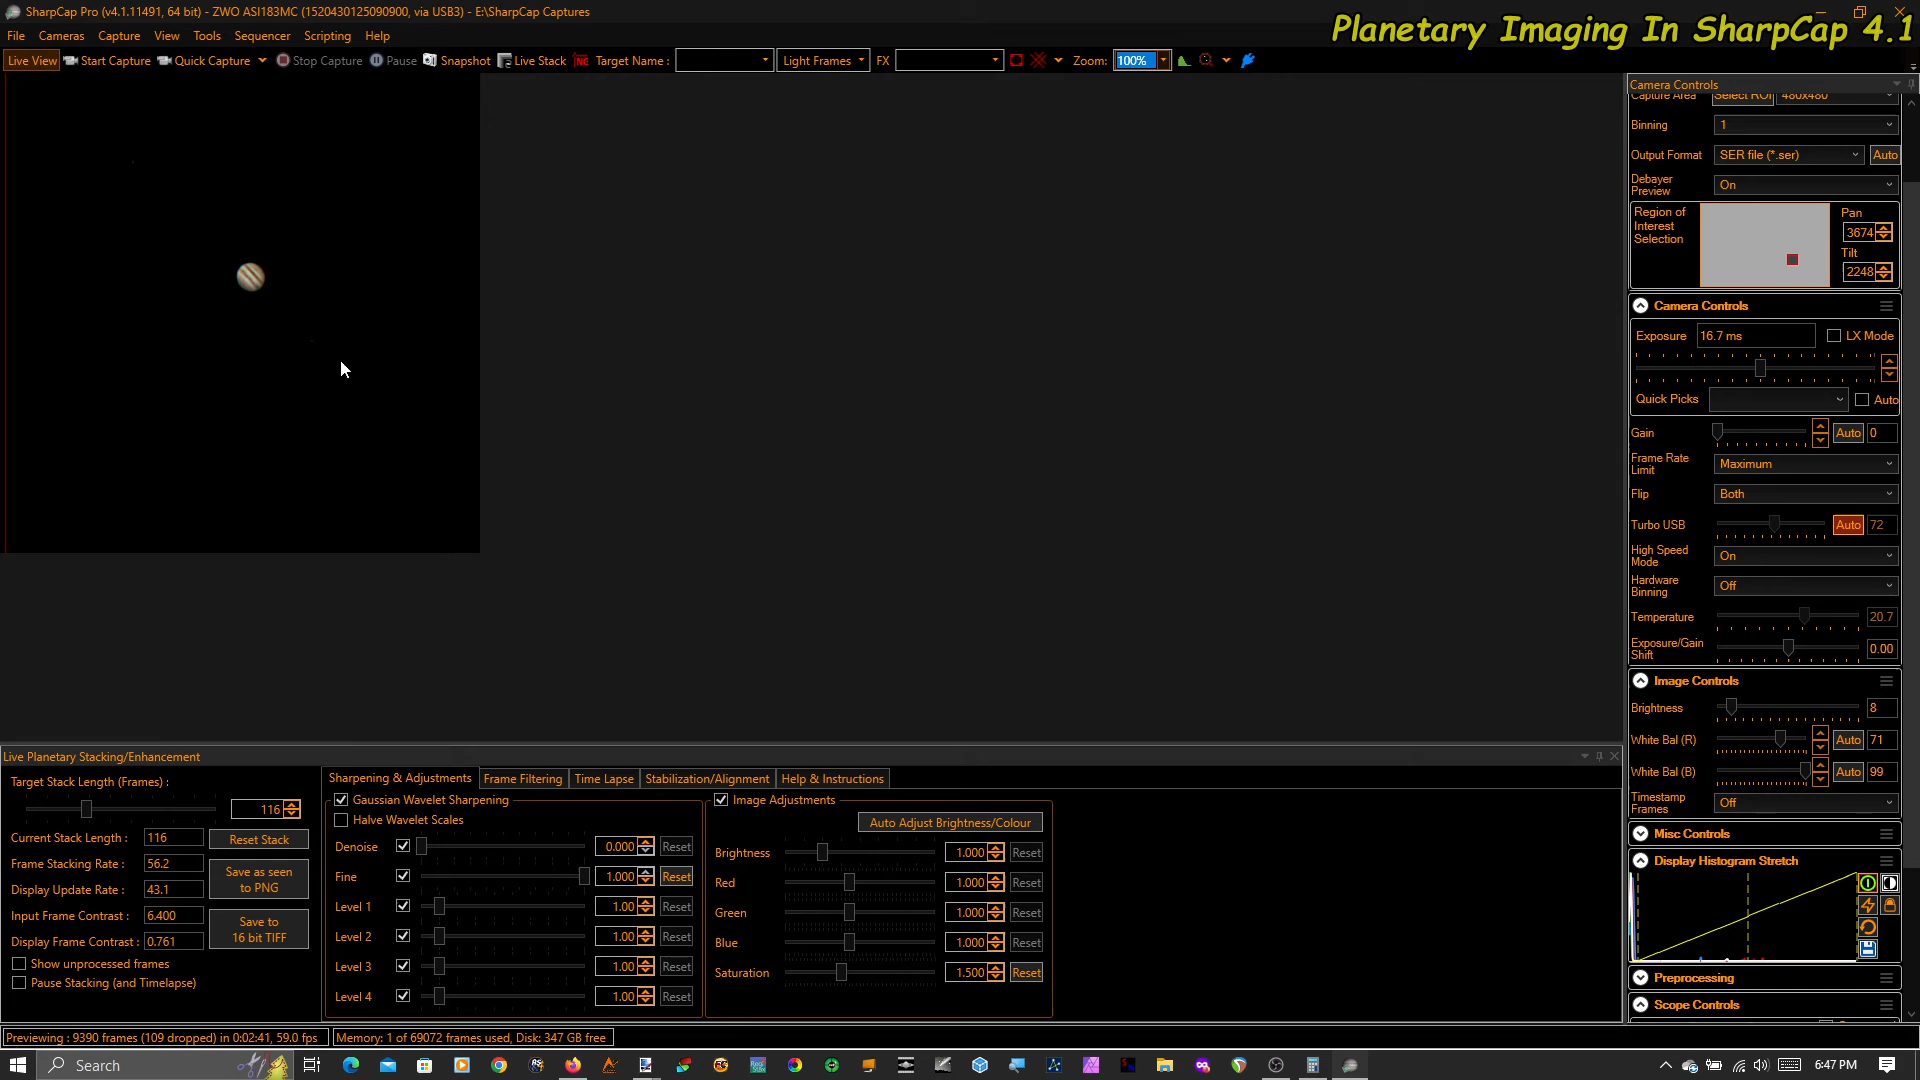 SharpCap Pro (v4.1.11491, 64 bit) - ZWO ASI183MC (1520430125090900, via USB3) - E:\SharpCap Captures
Planetary Imaging In SharpCap 4.1
File Cameras Capture View Tools Sequencer Scripting Help
Live View Start Capture Quick Capture Stop Capture Pause Snapshot Live Stack Target Name : Light Frames FX Zoom: 100%
Camera Controls
Capture Area Select ROI 480x480
Binning 1
Output Format SER file (*.ser) Auto
Debayer Preview On
Region of Interest Selection
Pan 3674
Tilt 2248
Camera Controls
Exposure 16.7 ms LX Mode
Quick Picks Auto
Gain Auto 0
Frame Rate Limit Maximum
Flip Both
Turbo USB Auto 72
High Speed Mode On
Hardware Binning Off
Temperature 20.7
Exposure/Gain Shift 0.00
Image Controls
Brightness 8
White Bal (R) Auto 71
White Bal (B) Auto 99
Timestamp Frames Off
Misc Controls
Display Histogram Stretch
Preprocessing
Scope Controls
Live Planetary Stacking/Enhancement
Target Stack Length (Frames) :
116
Current Stack Length : 116 Reset Stack
Frame Stacking Rate : 56.2
Save as seen to PNG
Display Update Rate : 43.1
Input Frame Contrast : 6.400
Save to 16 bit TIFF
Display Frame Contrast : 0.761
Show unprocessed frames
Pause Stacking (and Timelapse)
Sharpening & Adjustments Frame Filtering Time Lapse Stabilization/Alignment Help & Instructions
Gaussian Wavelet Sharpening
Halve Wavelet Scales
Denoise 0.000 Reset
Fine 1.000 Reset
Level 1 1.00 Reset
Level 2 1.00 Reset
Level 3 1.00 Reset
Level 4 1.00 Reset
Image Adjustments
Auto Adjust Brightness/Colour
Brightness 1.000 Reset
Red 1.000 Reset
Green 1.000 Reset
Blue 1.000 Reset
Saturation 1.500 Reset
Previewing : 9390 frames (109 dropped) in 0:02:41, 59.0 fps Memory: 1 of 69072 frames used, Disk: 347 GB free
Search 6:47 PM